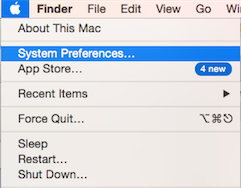 Finder File Edit View Go Wi
About This Mac
System Preferences...
App Store... 4 new
Recent Items
Force Quit... ⌥⌘⎋
Sleep
Restart...
Shut Down...